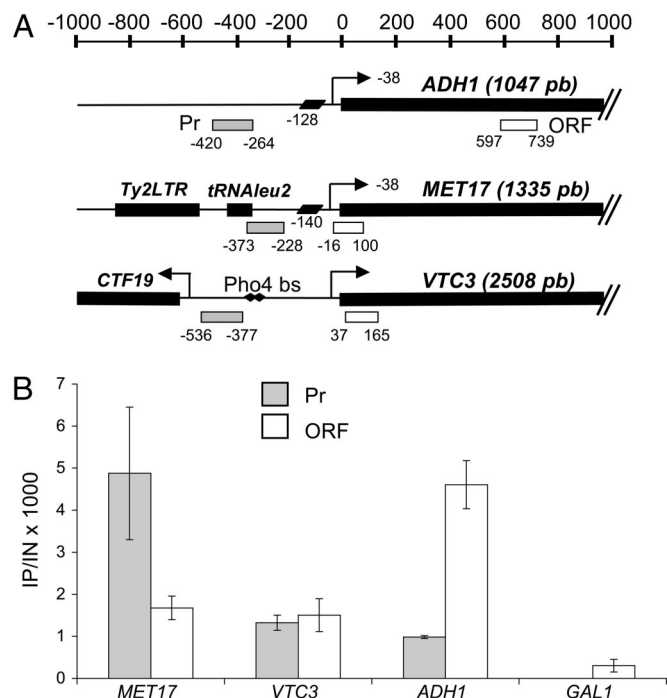 A
-1000 -800 -600 -400 -200 0 200 400 600 800 1000
-38 ADH1 (1047 pb)
-128
Pr ORF
-420 -264 597 739
Ty2LTR tRNAleu2 -38 MET17 (1335 pb)
-140
-373 -228 -16 100
CTF19 Pho4 bs VTC3 (2508 pb)
-536 -377 37 165
B
7
Pr
6
ORF
5
4
3
2
1
0
IP/IN x 1000
MET17 VTC3 ADH1 GAL1